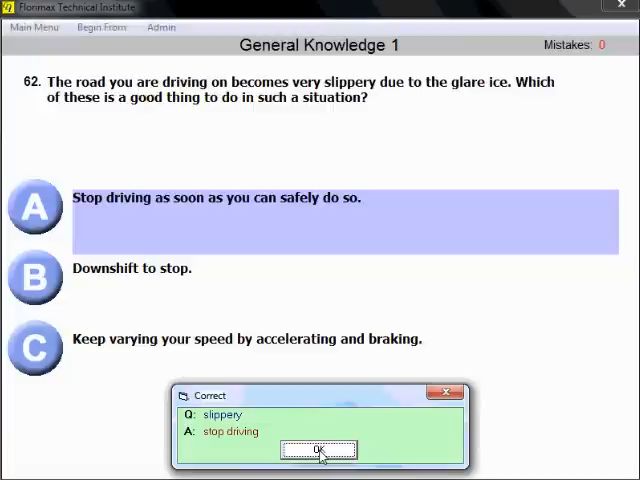 Florimax Technical Institute
Main Menu Begin From Admin
General Knowledge 1
Mistakes: 0
62. The road you are driving on becomes very slippery due to the glare ice. Which
of these is a good thing to do in such a situation?
A Stop driving as soon as you can safely do so.
B Downshift to stop.
C Keep varying your speed by accelerating and braking.
Correct
Q: slippery
A: stop driving
OK